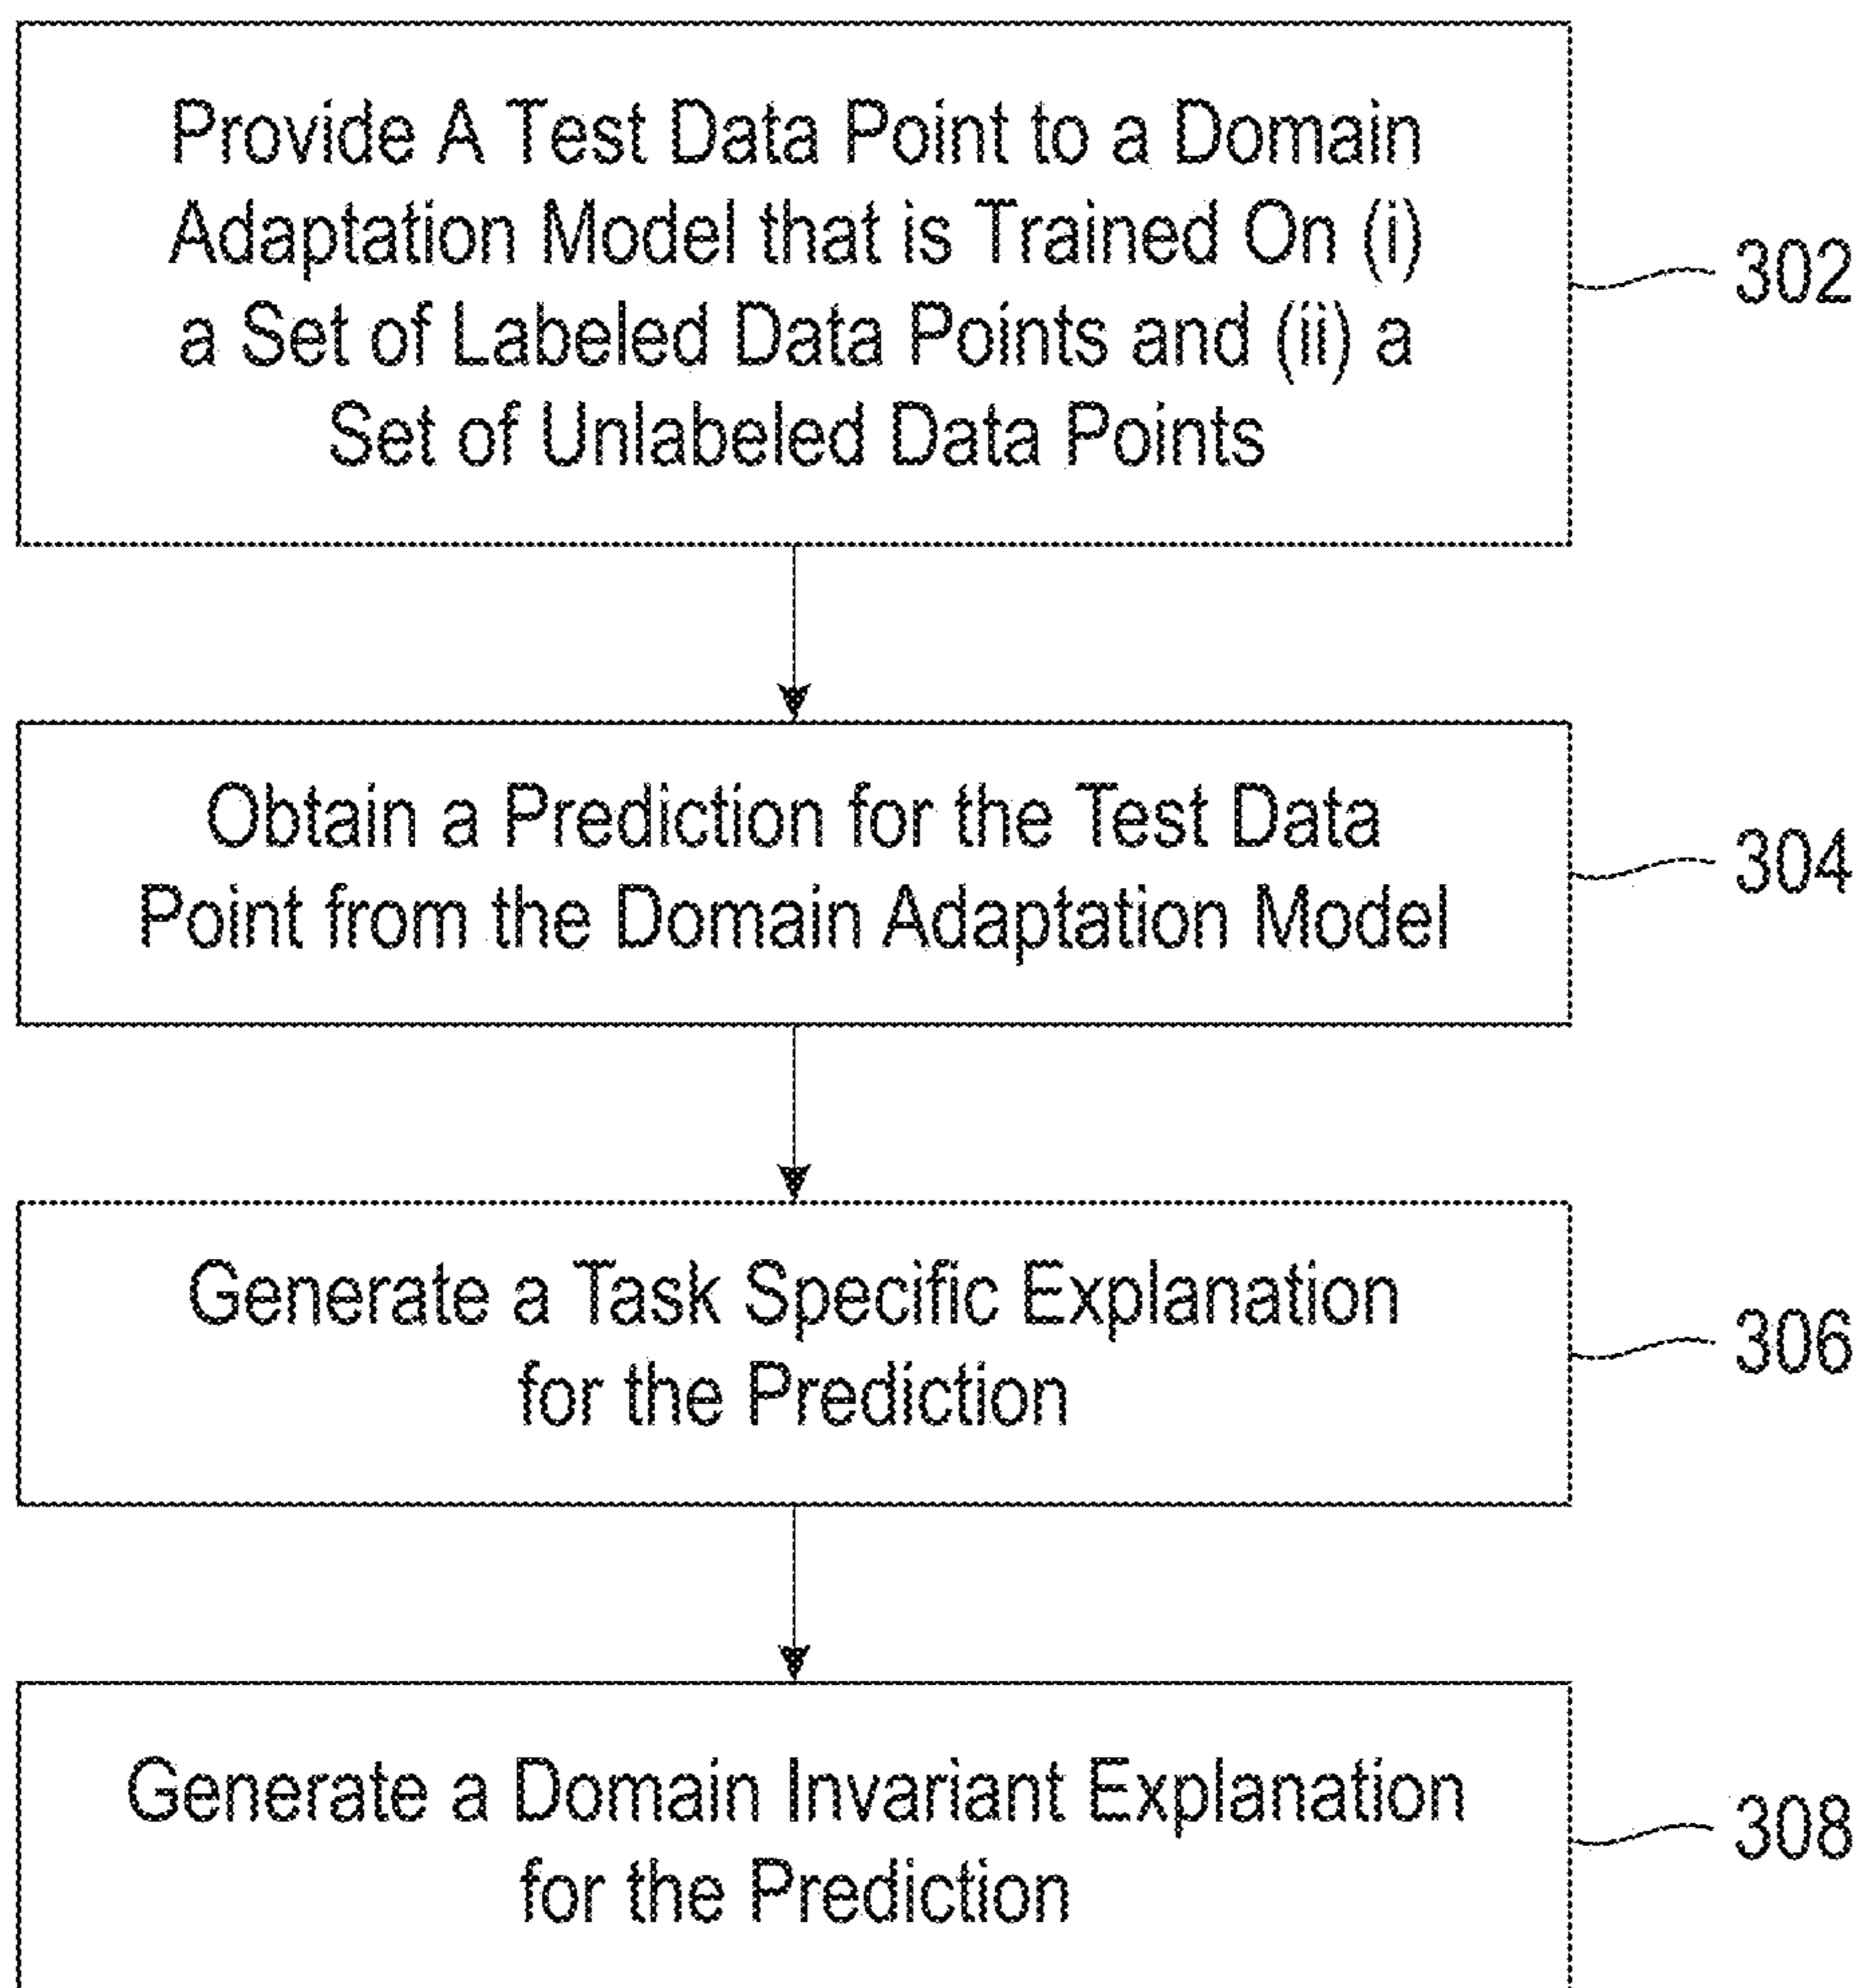 Provide A Test Data Point to a Domain
Adaptation Model that is Trained On (i)
a Set of Labeled Data Points and (ii) a
Set of Unlabeled Data Points
302
Obtain a Prediction for the Test Data
Point from the Domain Adaptation Model
304
Generate a Task Specific Explanation
for the Prediction
306
Generate a Domain Invariant Explanation
for the Prediction
308